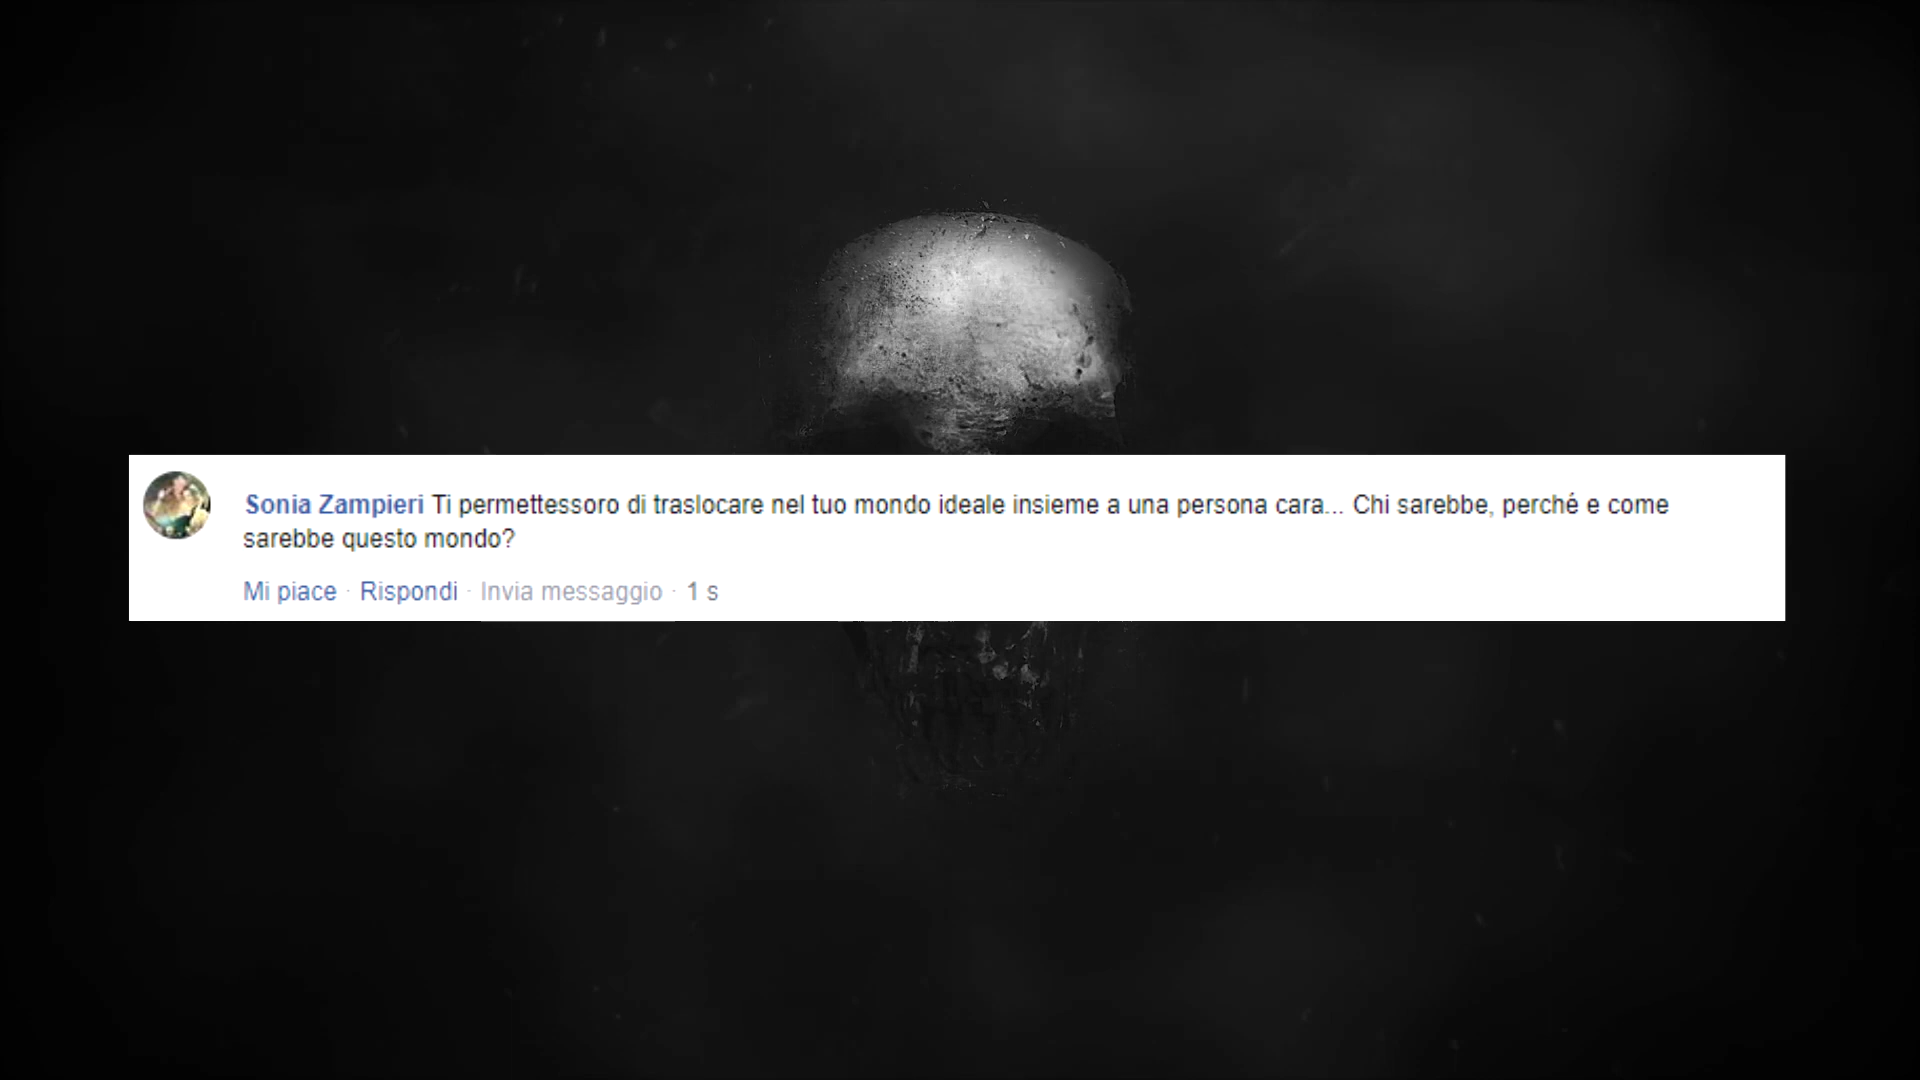 Sonia Zampieri Ti permettessoro di traslocare nel tuo mondo ideale insieme a una persona cara... Chi sarebbe, perché e come
sarebbe questo mondo?
Mi piace · Rispondi · Invia messaggio · 1 s